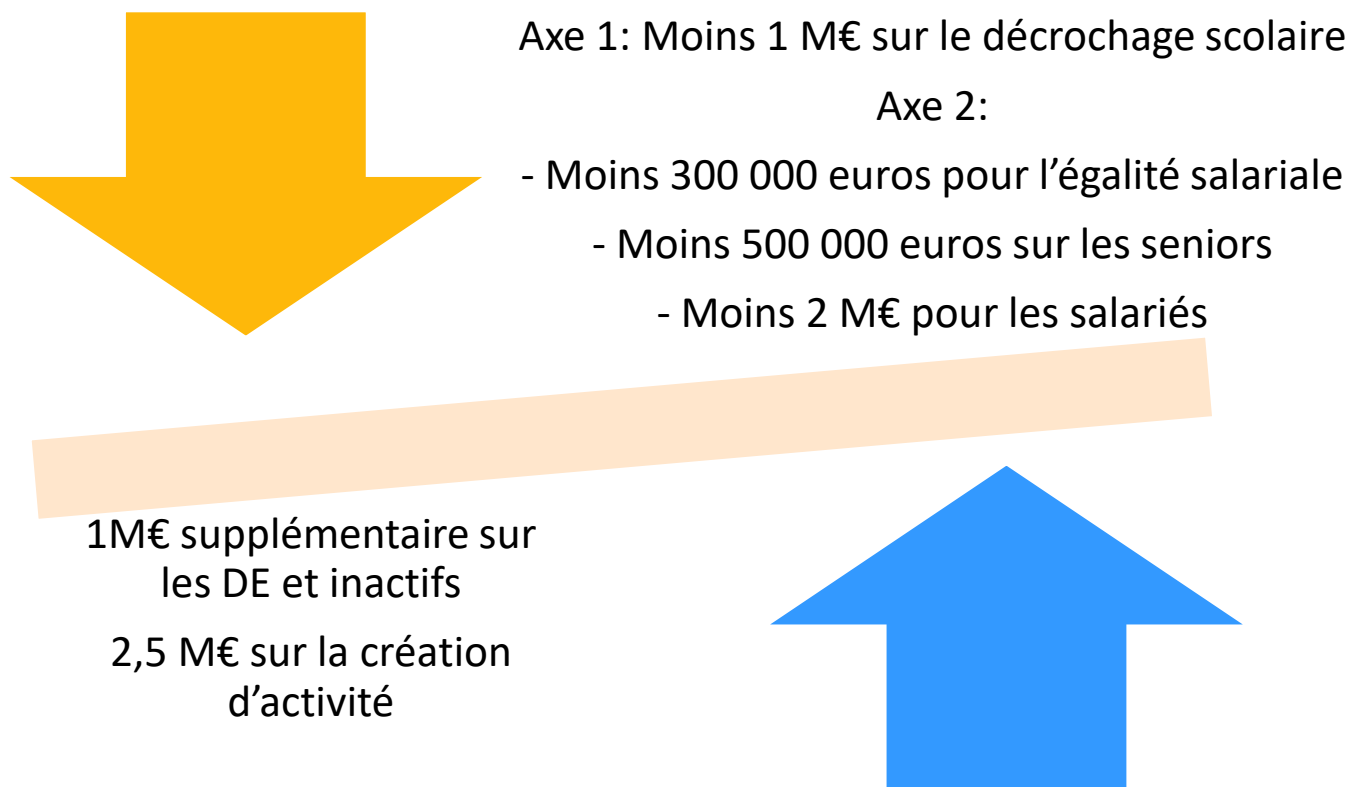 Axe 1: Moins 1 M€ sur le décrochage scolaire
Axe 2:
- Moins 300 000 euros pour l’égalité salariale
- Moins 500 000 euros sur les seniors
- Moins 2 M€ pour les salariés
1M€ supplémentaire sur
les DE et inactifs
2,5 M€ sur la création
d’activité